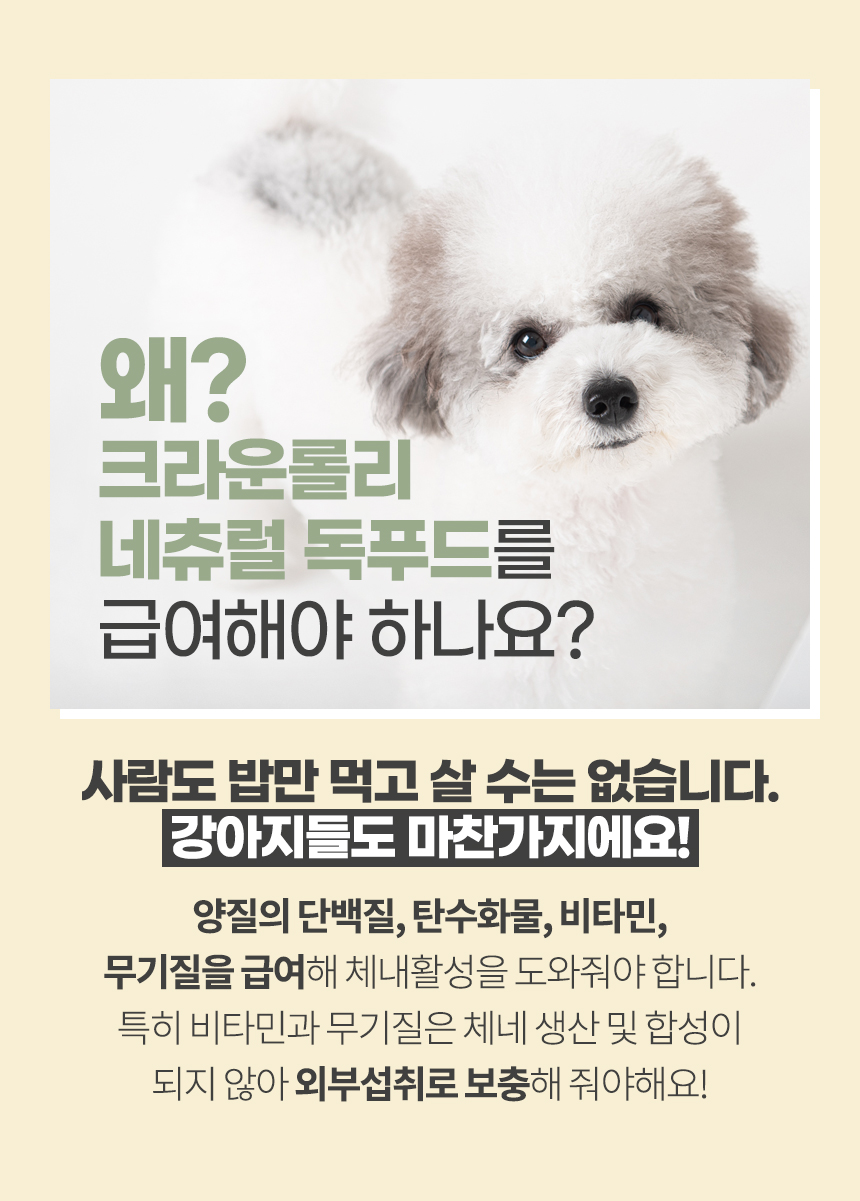 왜?
크라운롤리
네츄럴 독푸드를
급여해야 하나요?
사람도 밥만 먹고 살 수는 없습니다.
강아지들도 마찬가지에요!
양질의 단백질, 탄수화물, 비타민,
무기질을 급여해 체내활성을 도와줘야 합니다.
특히 비타민과 무기질은 체네 생산 및 합성이
되지 않아 외부섭취로 보충해 줘야해요!